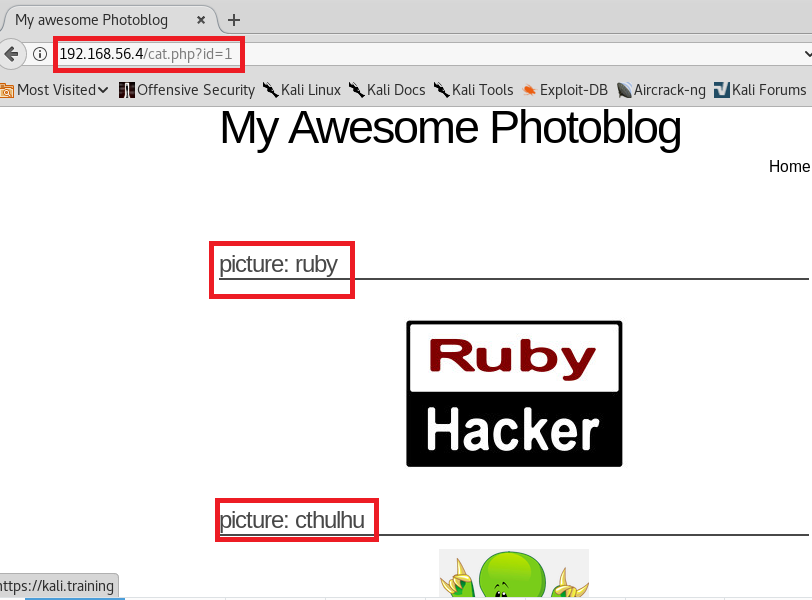 My awesome Photoblog
192.168.56.4/cat.php?id=1
Most Visited Offensive Security Kali Linux Kali Docs Kali Tools Exploit-DB Aircrack-ng Kali Forums
My Awesome Photoblog
Home
picture: ruby
Ruby
Hacker
picture: cthulhu
ttps://kali.training